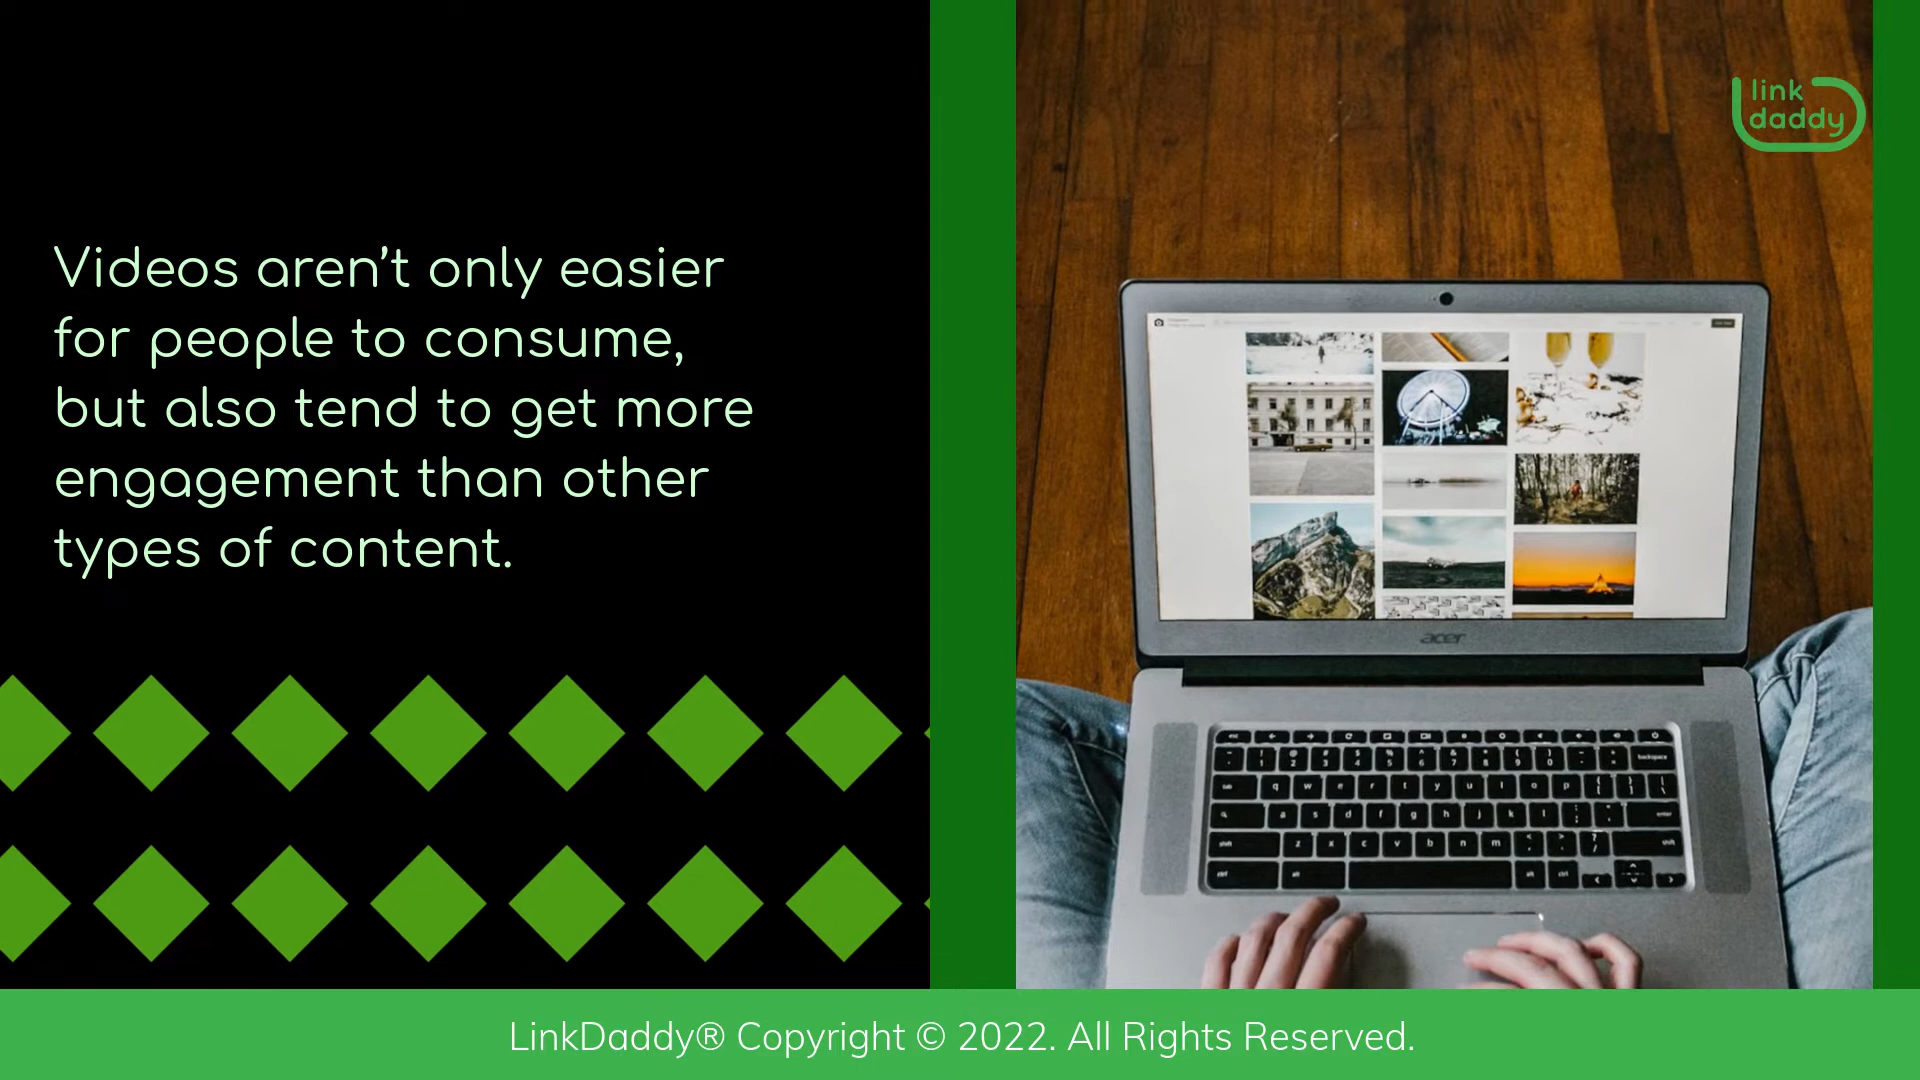 Videos aren’t only easier
for people to consume,
but also tend to get more
engagement than other
types of content.
link
daddy
acer
LinkDaddy® Copyright © 2022. All Rights Reserved.